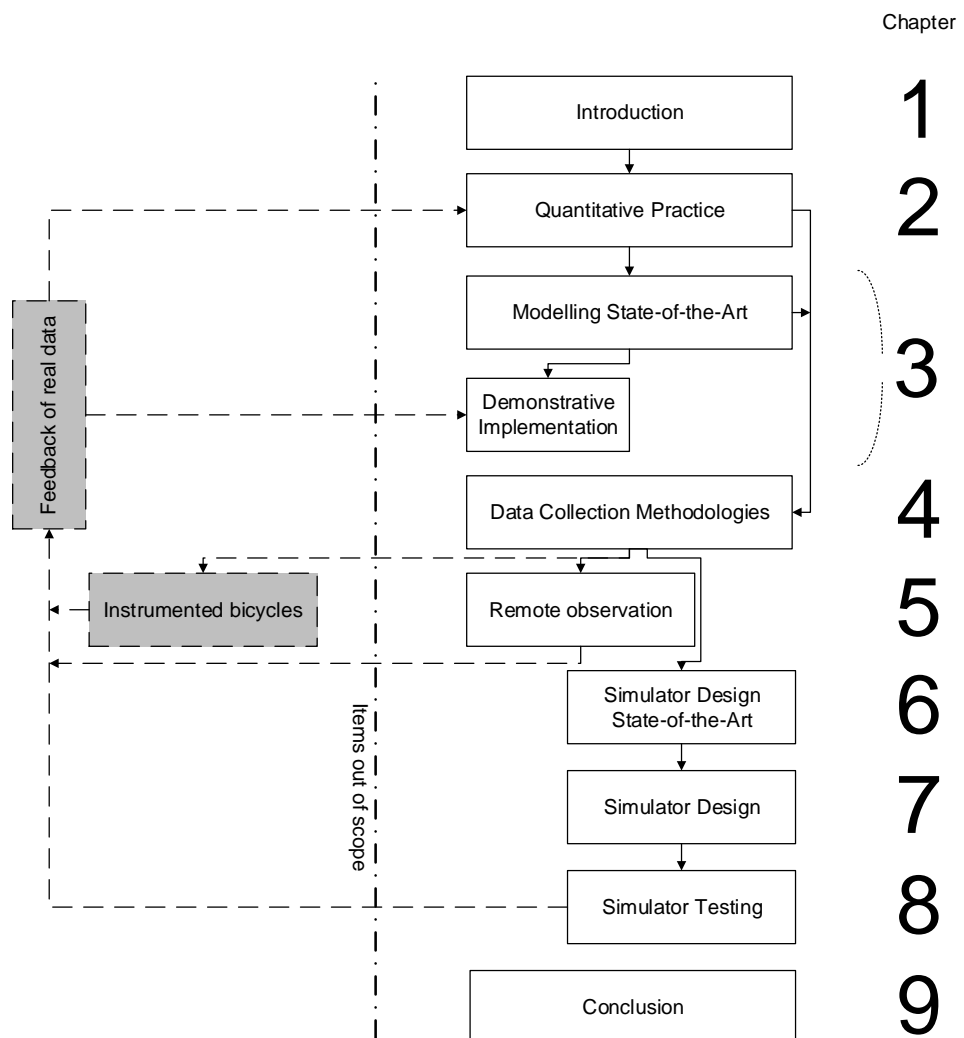 Chapter
Introduction
1
Quantitative Practice
2
Modelling State-of-the-Art
3
Demonstrative
Implementation
Feedback of real data
Data Collection Methodologies
4
Instrumented bicycles
Remote observation
5
Simulator Design
State-of-the-Art
6
Items out of scope
Simulator Design
7
Simulator Testing
8
Conclusion
9